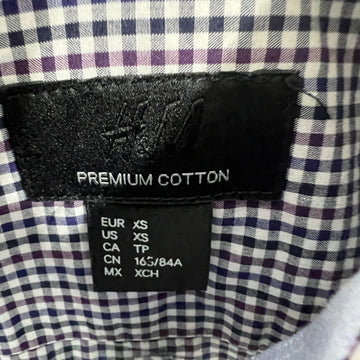 H&M
PREMIUM COTTON
EUR XS
US XS
CA TP
CN 165/84A
MX XCH